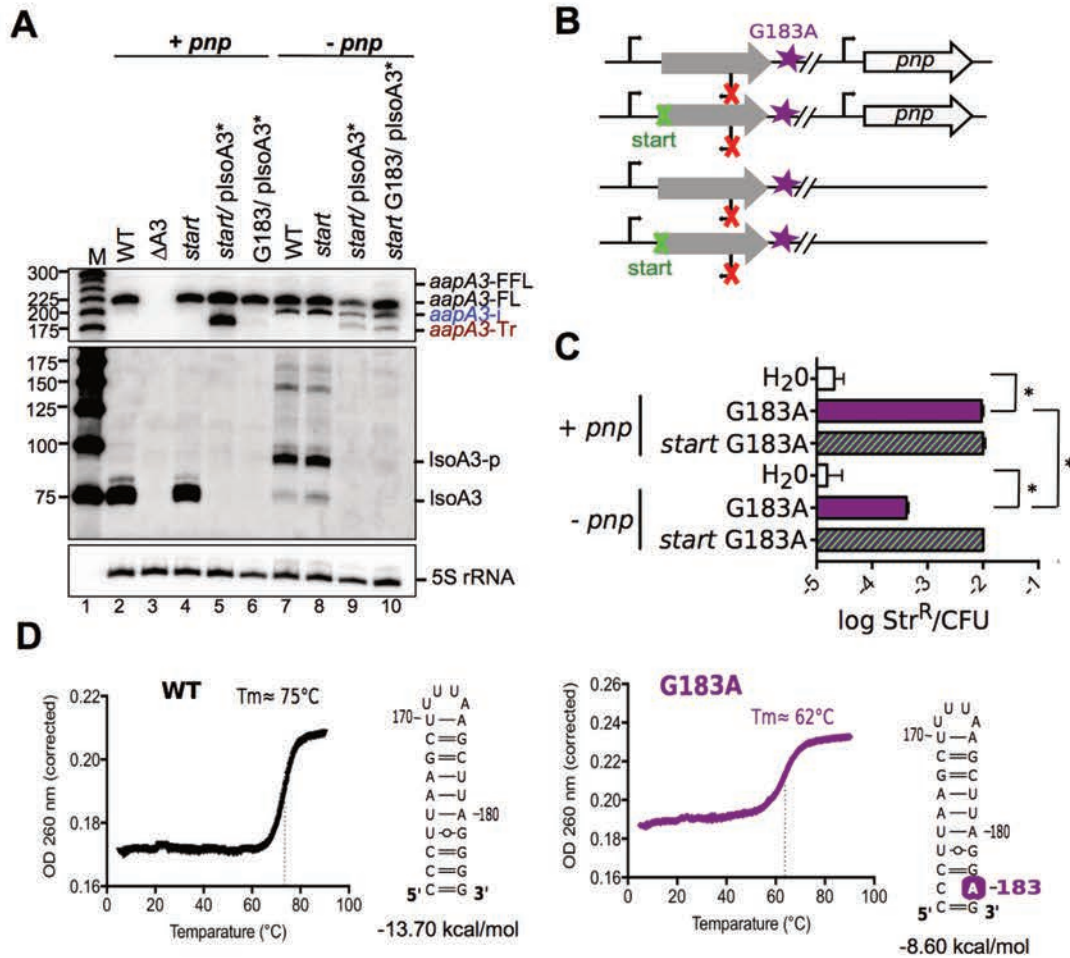 A
+ pnp
- pnp
M
WT
ΔA3
start
start/ pIsoA3*
G183/ pIsoA3*
WT
start
start/ pIsoA3*
start G183/ pIsoA3*
300
225
200
175
aapA3-FFL
aapA3-FL
aapA3-i
aapA3-Tr
175
150
125
100
75
IsoA3-p
IsoA3
5S rRNA
1 2 3 4 5 6 7 8 9 10
B
G183A
pnp
start
pnp
start
C
+ pnp
H20
G183A
start G183A
- pnp
H20
G183A
start G183A
*
*
*
-5 -4 -3 -2 -1
log StrR/CFU
D
WT
Tm≈ 75°C
OD 260 nm (corrected)
0.22
0.20
0.18
0.16
0 20 40 60 80 100
Temparature (°C)
U U
U A
170 U A
U A
C G
G C
A U
A U
U A -180
U G
C G
C G
C G
5' 3'
-13.70 kcal/mol
G183A
Tm≈ 62°C
OD 260 nm (corrected)
0.26
0.24
0.22
0.20
0.18
0.16
0 20 40 60 80 100
Temparature (°C)
U U
U A
170 U A
C G
G C
A U
A U
U A -180
U G
C G
C A -183
C G
5' 3'
-8.60 kcal/mol